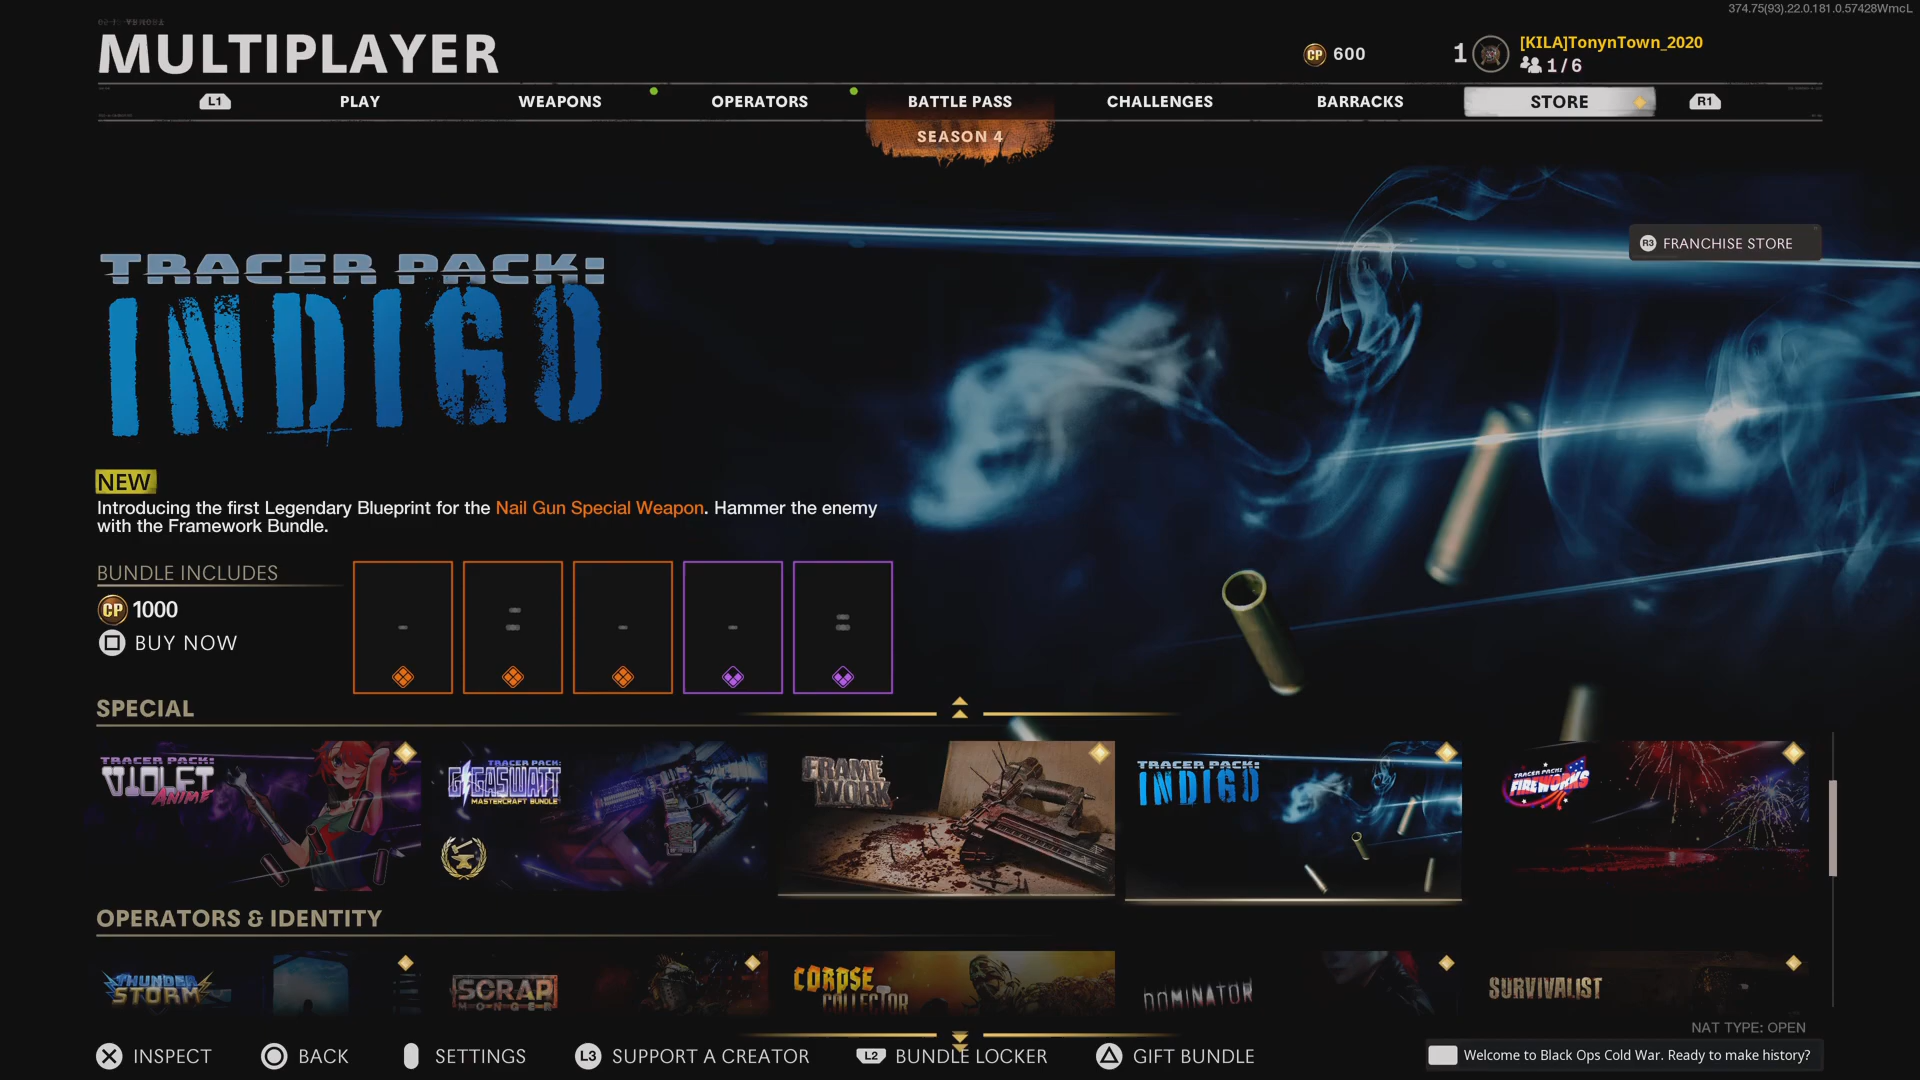 374.75(93).22.0.181.0.57428WmcL
MULTIPLAYER
CP 600
1
[KILA]TonynTown_2020
1/6
L1
PLAY
WEAPONS
OPERATORS
BATTLE PASS
CHALLENGES
BARRACKS
STORE
R1
SEASON 4
R3 FRANCHISE STORE
TRACER PACK:
INDIGO
NEW
Introducing the first Legendary Blueprint for the Nail Gun Special Weapon. Hammer the enemy
with the Framework Bundle.
BUNDLE INCLUDES
CP 1000
BUY NOW
SPECIAL
TRACER PACK:
VIOLET
ANIME
TRACER PACK:
GIGASWATT
MASTERCRAFT BUNDLE
FRAME
WORK
TRACER PACK:
INDIGO
TRACER PACK:
FIREWORKS
OPERATORS & IDENTITY
THUNDER
STORM
SCRAP
MONGER
CORPSE
COLLECTOR
DOMINATOR
SURVIVALIST
NAT TYPE: OPEN
INSPECT
BACK
SETTINGS
L3 SUPPORT A CREATOR
L2 BUNDLE LOCKER
GIFT BUNDLE
Welcome to Black Ops Cold War. Ready to make history?